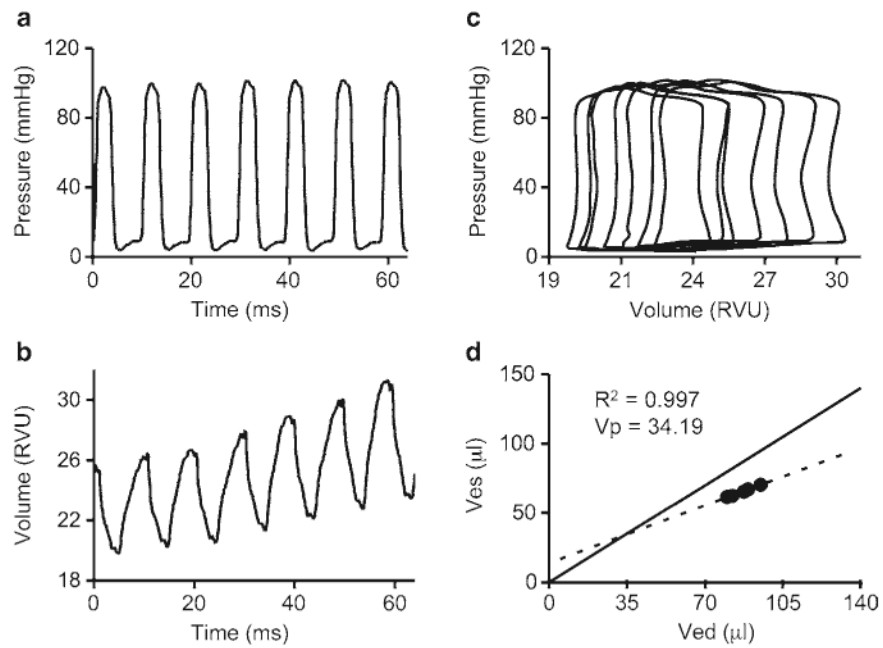 a
Pressure (mmHg)
120
80
40
0
0 20 40 60
Time (ms)
b
Volume (RVU)
30
26
22
18
0 20 40 60
Time (ms)
c
Pressure (mmHg)
120
80
40
0
19 21 24 27 30
Volume (RVU)
d
Ves (µl)
150
100
50
0
R² = 0.997
Vp = 34.19
0 35 70 105 140
Ved (µl)